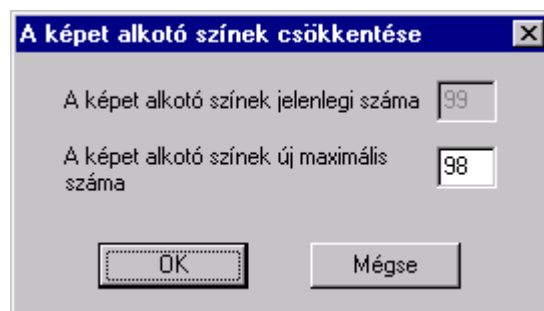 A képet alkotó színek csökkentése
A képet alkotó színek jelenlegi száma 99
A képet alkotó színek új maximális
száma
98
OK Mégse